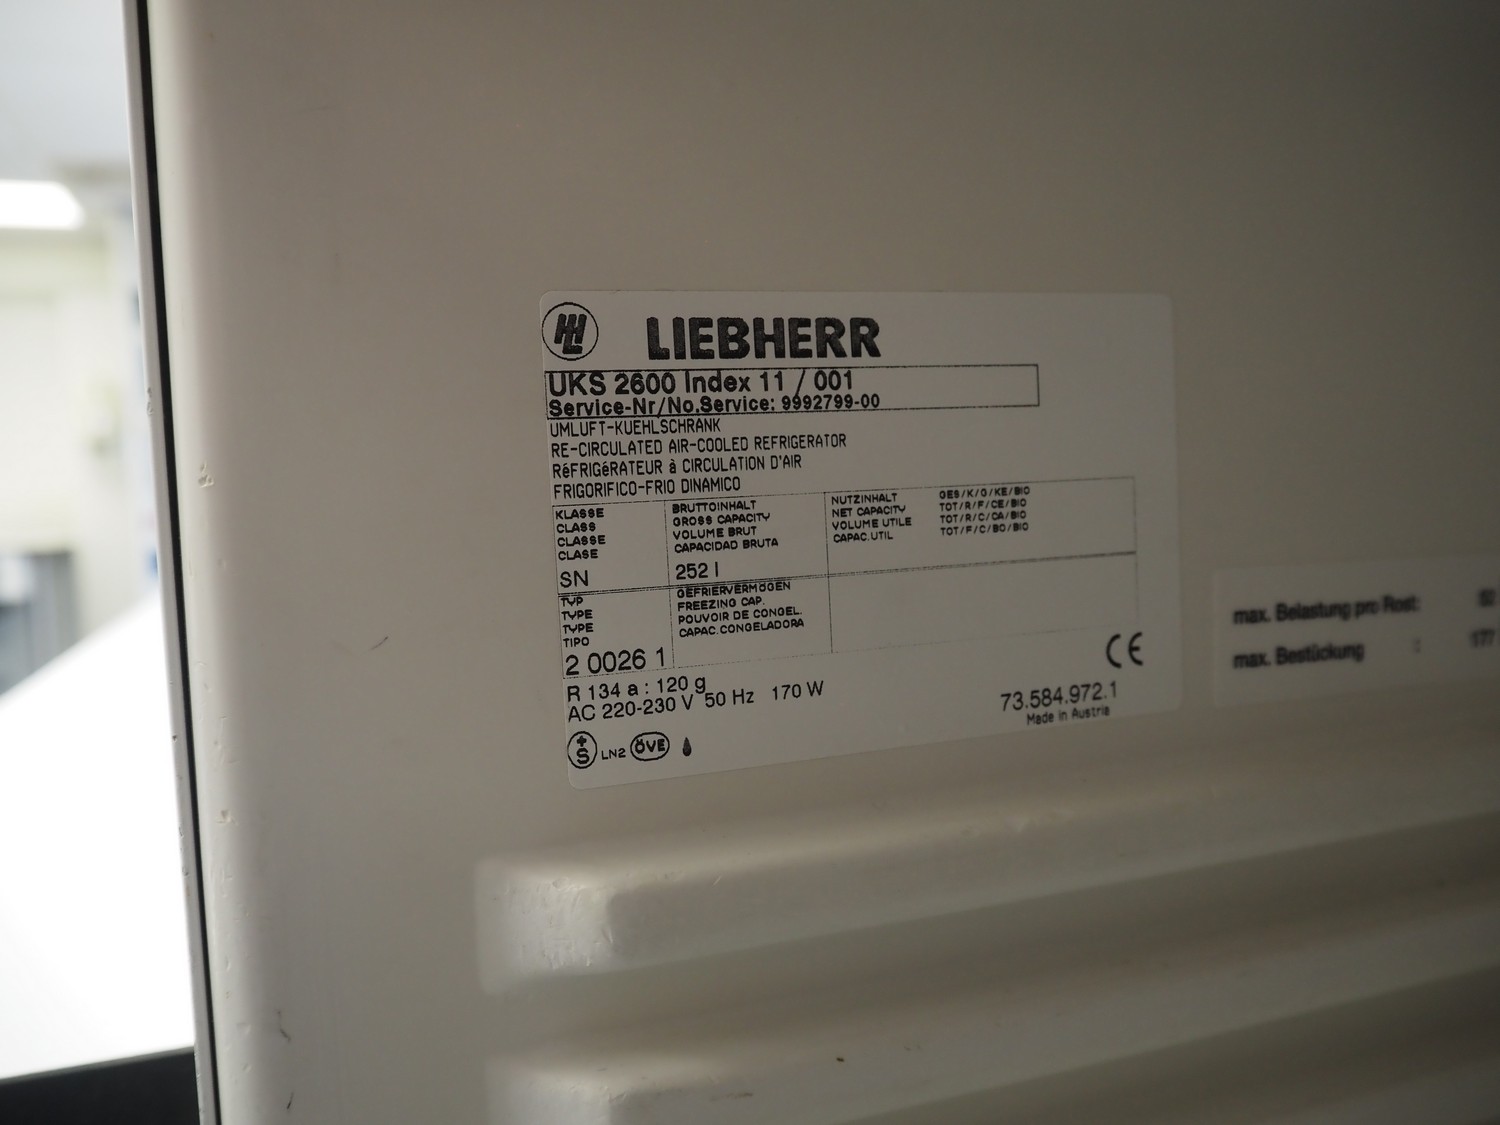 LIEBHERR
UKS 2600 Index 11 / 001
Service-Nr/No.Service: 9992799-00
UMLUFT-KUEHLSCHRANK
RE-CIRCULATED AIR-COOLED REFRIGERATOR
RéFRIGéRATEUR à CIRCULATION D'AIR
FRIGORIFICO-FRIO DINAMICO
KLASSE
CLASS
CLASSE
CLASE
SN
BRUTTOINHALT
GROSS CAPACITY
VOLUME BRUT
CAPACIDAD BRUTA
252 l
NUTZINHALT
NET CAPACITY
VOLUME UTILE
CAPAC.UTIL
GES/K/G/KE/BIO
TOT/R/F/CE/BIO
TOT/R/C/CA/BIO
TOT/F/C/BO/BIO
TYP
TYPE
TYPE
TIPO
2 0026 1
GEFRIERVERMÖGEN
FREEZING CAP.
POUVOIR DE CONGEL.
CAPAC.CONGELADORA
R 134 a : 120 g
AC 220-230 V 50 Hz 170 W
CE
73.584.972.1
Made in Austria
+S LN2 ÖVE
max. Belastung pro Rost:
max. Bestückung : 177